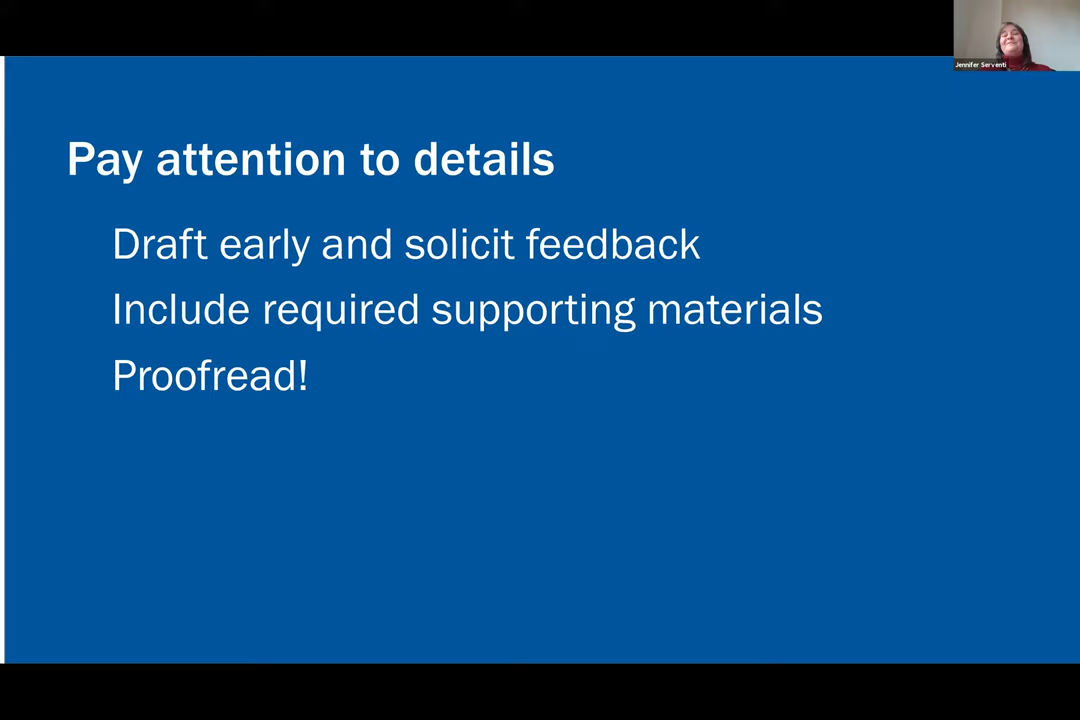 Jennifer Serventi
Pay attention to details
Draft early and solicit feedback
Include required supporting materials
Proofread!